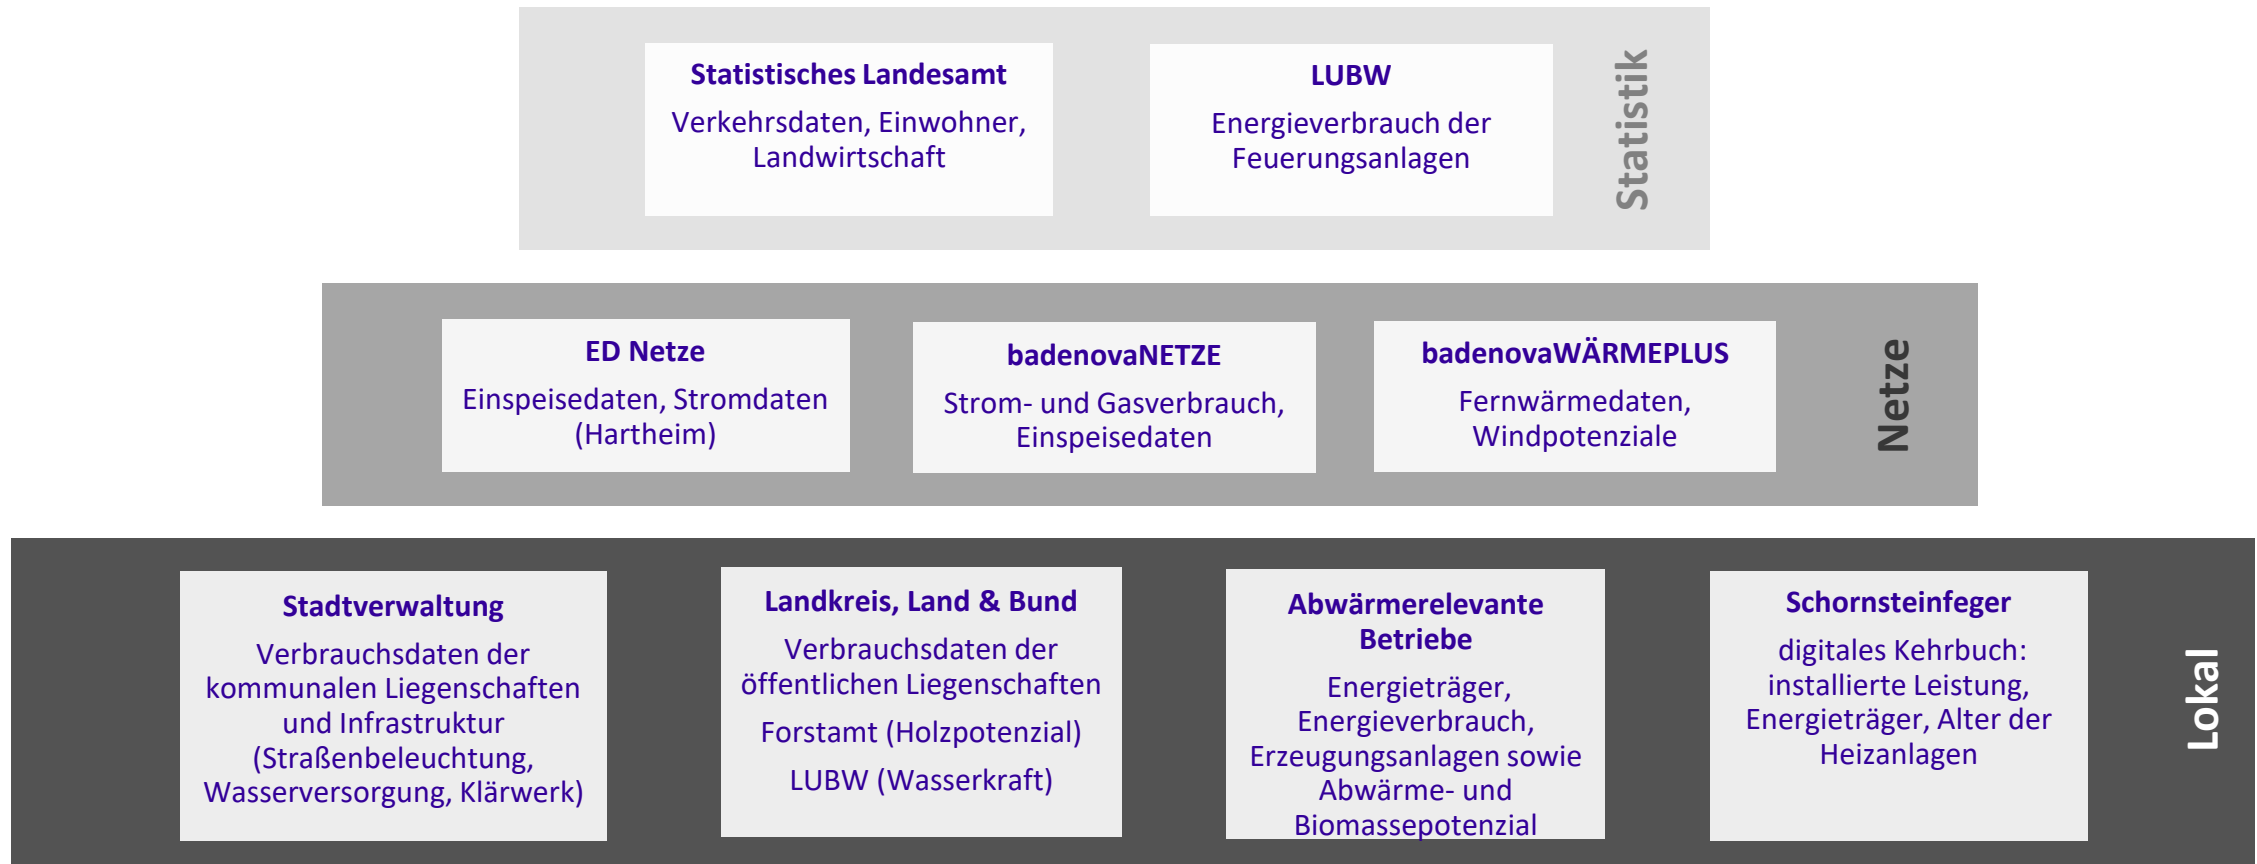 Statistisches Landesamt
Verkehrsdaten, Einwohner,
Landwirtschaft
LUBW
Energieverbrauch der
Feuerungsanlagen
Statistik
ED Netze
Einspeisedaten, Stromdaten
(Hartheim)
badenovaNETZE
Strom- und Gasverbrauch,
Einspeisedaten
badenovaWÄRMEPLUS
Fernwärmedaten,
Windpotenziale
Netze
Stadtverwaltung
Verbrauchsdaten der
kommunalen Liegenschaften
und Infrastruktur
(Straßenbeleuchtung,
Wasserversorgung, Klärwerk)
Landkreis, Land & Bund
Verbrauchsdaten der
öffentlichen Liegenschaften
Forstamt (Holzpotenzial)
LUBW (Wasserkraft)
Abwärmerelevante
Betriebe
Energieträger,
Energieverbrauch,
Erzeugungsanlagen sowie
Abwärme- und
Biomassepotenzial
Schornsteinfeger
digitales Kehrbuch:
installierte Leistung,
Energieträger, Alter der
Heizanlagen
Lokal